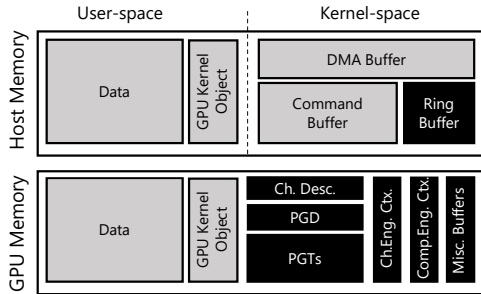 User-space
Kernel-space
Host Memory
Data
GPU Kernel
Object
DMA Buffer
Command
Buffer
Ring
Buffer
GPU Memory
Data
GPU Kernel
Object
Ch. Desc.
PGD
PGTs
Ch.Eng. Ctx.
Comp.Eng. Ctx.
Misc. Buffers